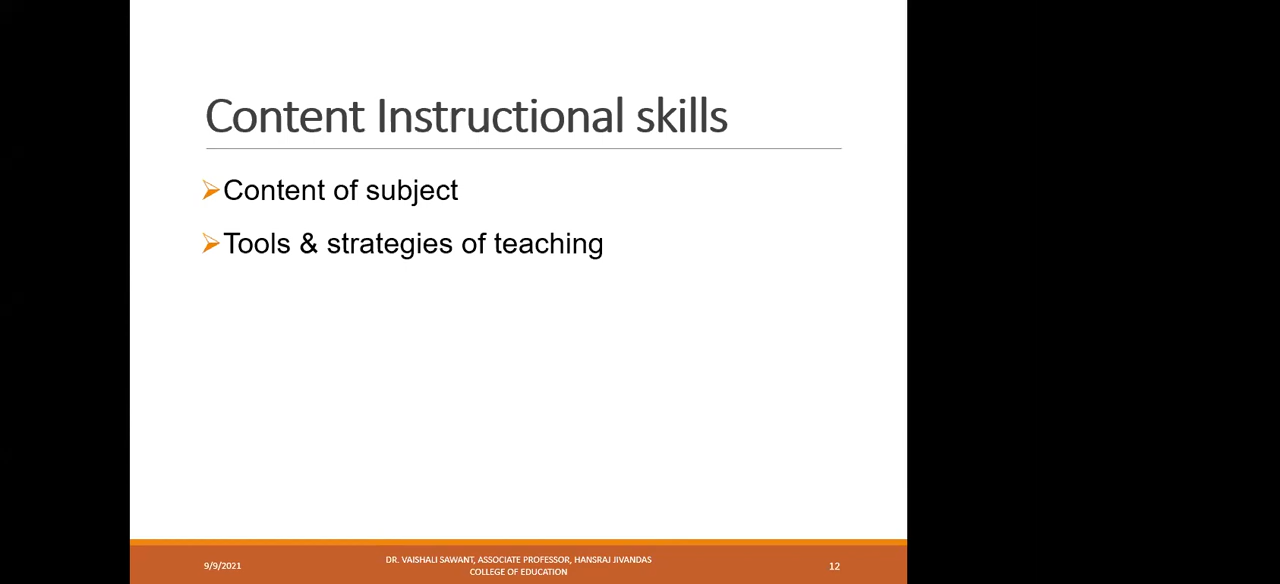 Content Instructional skills
Content of subject
Tools & strategies of teaching
9/9/2021
DR. VAISHALI SAWANT, ASSOCIATE PROFESSOR, HANSRAJ JIVANDAS
COLLEGE OF EDUCATION
12